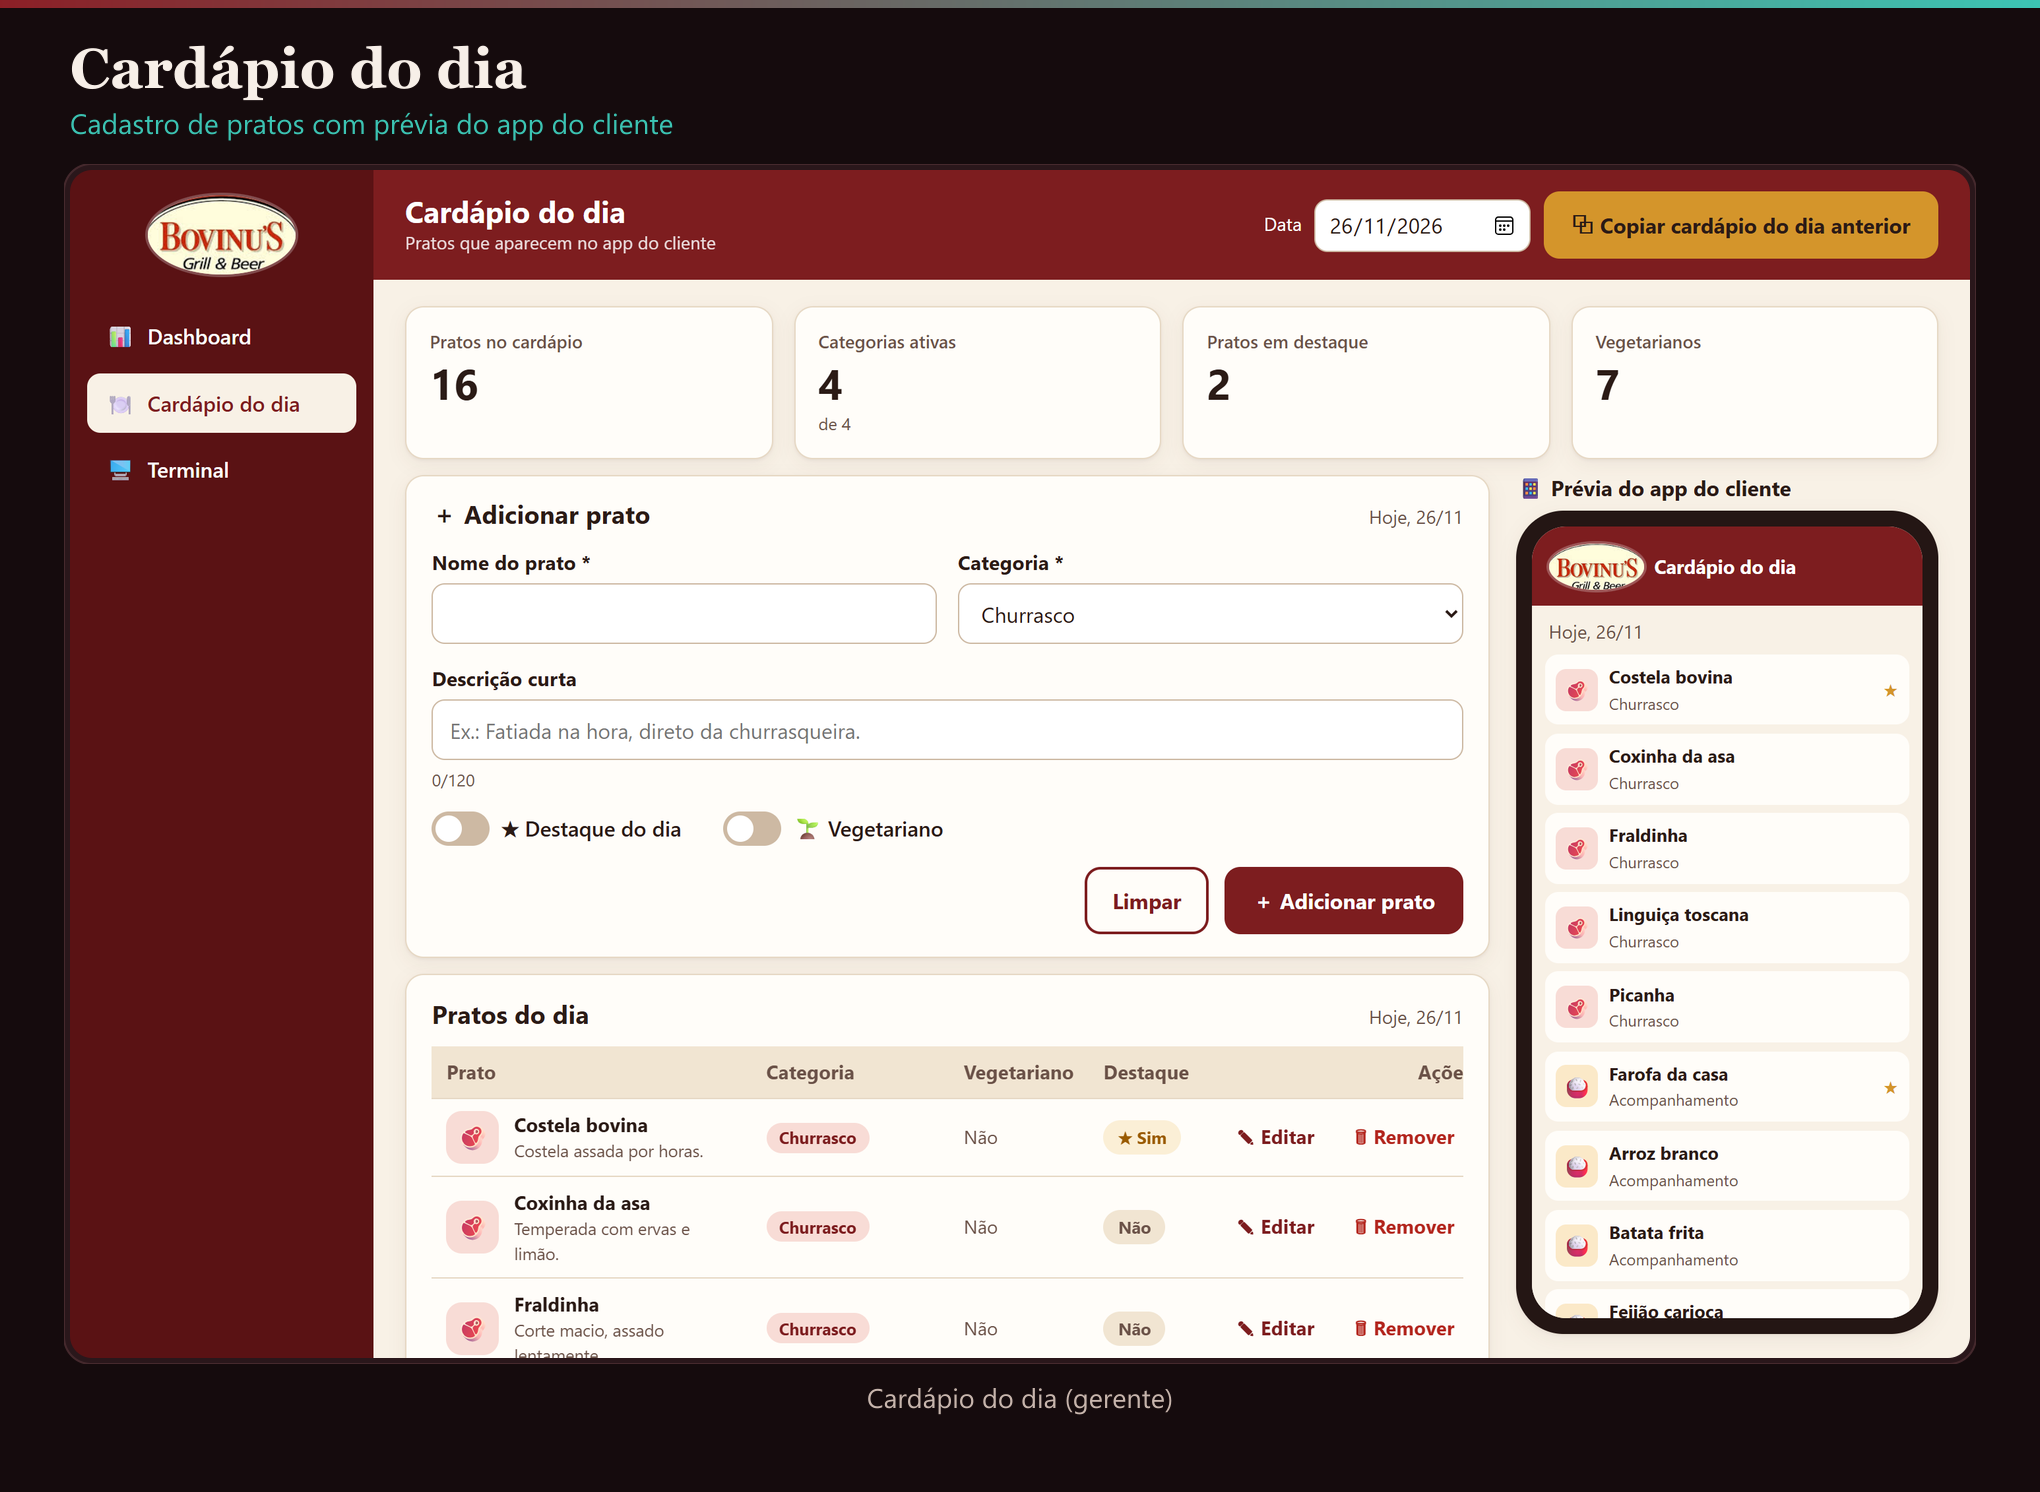 Cardápio do dia
Cadastro de pratos com prévia do app do cliente
BOVINU'S
Grill & Beer
Dashboard
Cardápio do dia
Terminal
Cardápio do dia
Pratos que aparecem no app do cliente
Data
26/11/2026
Copiar cardápio do dia anterior
Pratos no cardápio
16
Categorias ativas
4
de 4
Pratos em destaque
2
Vegetarianos
7
+ Adicionar prato
Hoje, 26/11
Nome do prato *
Categoria *
Churrasco
Descrição curta
Ex.: Fatiada na hora, direto da churrasqueira.
0/120
★ Destaque do dia
Vegetariano
Limpar
+ Adicionar prato
Pratos do dia
Hoje, 26/11
Prato Categoria Vegetariano Destaque Açõe
Costela bovina
Costela assada por horas.
Churrasco
Não
★ Sim
Editar
Remover
Coxinha da asa
Temperada com ervas e
limão.
Churrasco
Não
Não
Editar
Remover
Fraldinha
Corte macio, assado
lentamente
Churrasco
Não
Não
Editar
Remover
Prévia do app do cliente
BOVINU'S
Grill & Beer
Cardápio do dia
Hoje, 26/11
Costela bovina
Churrasco
★
Coxinha da asa
Churrasco
Fraldinha
Churrasco
Linguiça toscana
Churrasco
Picanha
Churrasco
Farofa da casa
Acompanhamento
★
Arroz branco
Acompanhamento
Batata frita
Acompanhamento
Feijão carioca
Cardápio do dia (gerente)